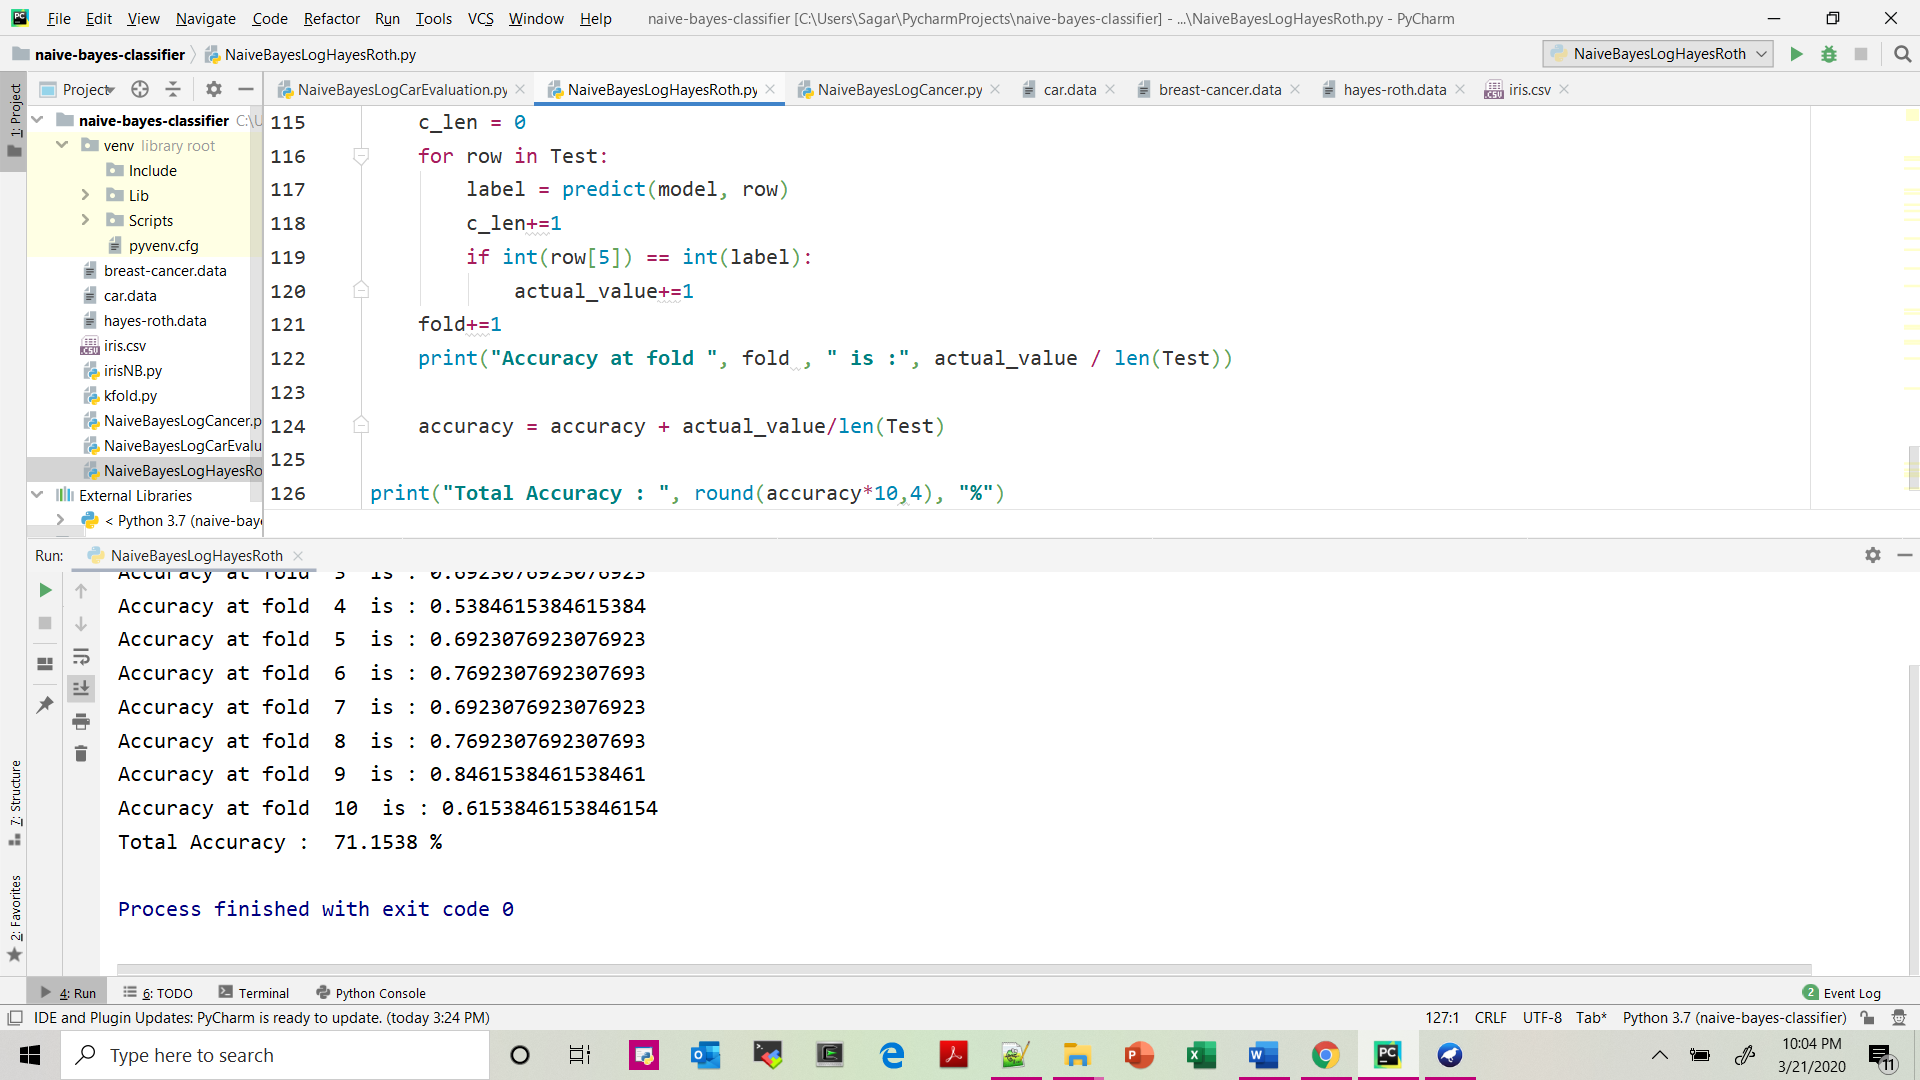 File Edit View Navigate Code Refactor Run Tools VCS Window Help naive-bayes-classifier [C:\Users\Sagar\PycharmProjects\naive-bayes-classifier] - ...\NaiveBayesLogHayesRoth.py - PyCharm
naive-bayes-classifier NaiveBayesLogHayesRoth.py NaiveBayesLogHayesRoth
1: Project
Project NaiveBayesLogCarEvaluation.py NaiveBayesLogHayesRoth.py NaiveBayesLogCancer.py car.data breast-cancer.data hayes-roth.data iris.csv
naive-bayes-classifier C:\U
venv library root
Include
Lib
Scripts
pyvenv.cfg
breast-cancer.data
car.data
hayes-roth.data
iris.csv
irisNB.py
kfold.py
NaiveBayesLogCancer.p
NaiveBayesLogCarEvalu
NaiveBayesLogHayesRo
External Libraries
< Python 3.7 (naive-baye
115 c_len = 0
116 for row in Test:
117 label = predict(model, row)
118 c_len+=1
119 if int(row[5]) == int(label):
120 actual_value+=1
121 fold+=1
122 print("Accuracy at fold ", fold , " is :", actual_value / len(Test))
123
124 accuracy = accuracy + actual_value/len(Test)
125
126 print("Total Accuracy : ", round(accuracy*10,4), "%")
Run: NaiveBayesLogHayesRoth
Accuracy at fold 3 is : 0.6923076923076923
Accuracy at fold 4 is : 0.5384615384615384
Accuracy at fold 5 is : 0.6923076923076923
Accuracy at fold 6 is : 0.7692307692307693
Accuracy at fold 7 is : 0.6923076923076923
Accuracy at fold 8 is : 0.7692307692307693
Accuracy at fold 9 is : 0.8461538461538461
Accuracy at fold 10 is : 0.6153846153846154
Total Accuracy : 71.1538 %
Process finished with exit code 0
7: Structure
2: Favorites
4: Run 6: TODO Terminal Python Console 2 Event Log
IDE and Plugin Updates: PyCharm is ready to update. (today 3:24 PM) 127:1 CRLF UTF-8 Tab* Python 3.7 (naive-bayes-classifier)
Type here to search
10:04 PM
3/21/2020
11